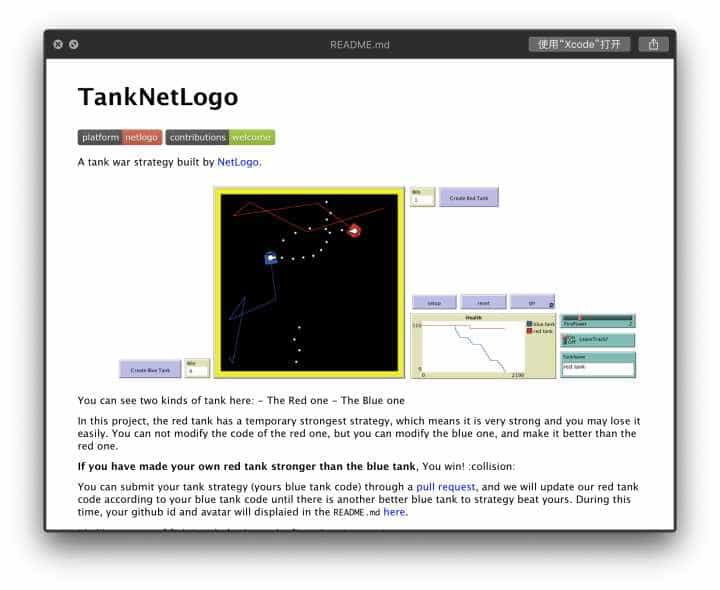 README.md
使用“Xcode”打开
TankNetLogo
platform netlogo contributions welcome
A tank war strategy built by NetLogo.
Win
1
Create Red Tank
setup
reset
go
Health
110
blue tank
red tank
0
2100
FirePower
2
LeaveTrack?
TankName
red tank
Create Blue Tank
Win
You can see two kinds of tank here: - The Red one - The Blue one
In this project, the red tank has a temporary strongest strategy, which means it is very strong and you may lose it
easily. You can not modify the code of the red one, but you can modify the blue one, and make it better than the
red one.
If you have made your own red tank stronger than the blue tank, You win! :collision:
You can submit your tank strategy (yours blue tank code) through a pull request, and we will update our red tank
code according to your blue tank code until there is another better blue tank to strategy beat yours. During this
time, your github id and avatar will displaied in the README.md here.